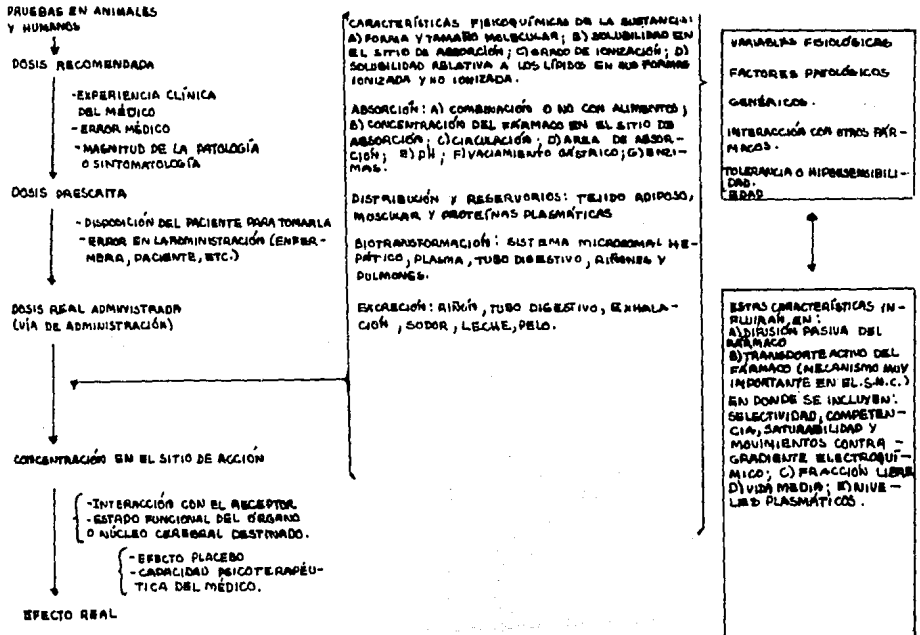 PRUEBAS EN ANIMALES
Y HUMANOS
DOSIS RECOMENDADA
-EXPERIENCIA CLÍNICA
DEL MÉDICO
-ERROR MÉDICO
-MAGNITUD DE LA PATOLOGÍA
O SINTOMATOLOGÍA
DOSIS PRESCRITA
-DISPOSICIÓN DEL PACIENTE PARA TOMARLA
-ERROR EN LA ADMINISTRACIÓN (ENFER-
MERA, PACIENTE, ETC.)
DOSIS REAL ADMINISTRADA
(VÍA DE ADMINISTRACIÓN)
CONCENTRACIÓN EN EL SITIO DE ACCIÓN
-INTERACCIÓN CON EL RECEPTOR
-ESTADO FUNCIONAL DEL ÓRGANO
O NÚCLEO CEREBRAL DESTINADO.
-EFECTO PLACEBO
-CAPACIDAD PSICOTERAPÉU-
TICA DEL MÉDICO.
EFECTO REAL
CARACTERÍSTICAS FISICOQUÍMICAS DE LA SUSTANCIA:
A) FORMA Y TAMAÑO MOLECULAR; B) SOLUBILIDAD EN
EL SITIO DE ABSORCIÓN; C) GRADO DE IONIZACIÓN; D)
SOLUBILIDAD RELATIVA A LOS LÍPIDOS EN SUS FORMAS
IONIZADA Y NO IONIZADA.
ABSORCIÓN: A) COMBINACIÓN O NO CON ALIMENTOS;
B) CONCENTRACIÓN DEL FÁRMACO EN EL SITIO DE
ABSORCIÓN; C) CIRCULACIÓN; D) AREA DE ABSOR-
CIÓN; E) PH; F) VACIAMIENTO GÁSTRICO; G) ENZI-
MAS.
DISTRIBUCIÓN Y RESERVORIOS: TEJIDO ADIPOSO,
MUSCULAR Y PROTEÍNAS PLASMÁTICAS
BIOTRANSFORMACIÓN: SISTEMA MICROSOMAL HE-
PÁTICO, PLASMA, TUBO DIGESTIVO, RIÑONES Y
PULMONES.
EXCRECIÓN: RIÑÓN, TUBO DIGESTIVO, EXHALA-
CIÓN, SUDOR, LECHE, PELO.
VARIABLES FISIOLÓGICAS
FACTORES PATOLÓGICOS
GENÉRICOS.
INTERACCIÓN CON OTROS FÁR-
MACOS.
TOLERANCIA O HIPERSENSIBILI-
DAD.
EDAD
ESTAS CARACTERÍSTICAS IN-
FLUIRAN, EN:
A) DIFUSIÓN PASIVA DEL
FÁRMACO
B) TRANSPORTE ACTIVO DEL
FÁRMACO (MECANISMO MUY
IMPORTANTE EN EL S.N.C.)
EN DONDE SE INCLUYEN:
SELECTIVIDAD, COMPETEN-
CIA, SATURABILIDAD Y
MOVIMIENTOS CONTRA -
GRADIENTE ELECTROQUÍ-
MICO; C) FRACCIÓN LIBRE
D) VIDA MEDIA; E) NIVE-
LES PLASMÁTICOS.